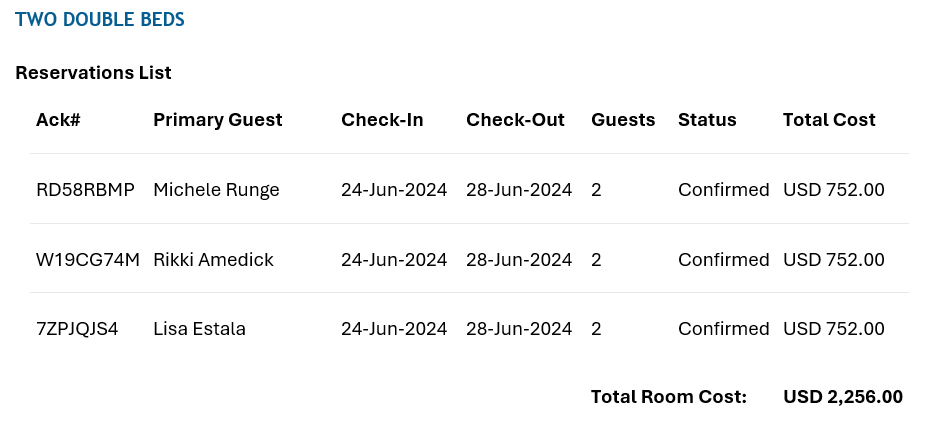 TWO DOUBLE BEDS
Reservations List
Ack# Primary Guest Check-In Check-Out Guests Status Total Cost
RD58RBMP Michele Runge 24-Jun-2024 28-Jun-2024 2 Confirmed USD 752.00
W19CG74M Rikki Amedick 24-Jun-2024 28-Jun-2024 2 Confirmed USD 752.00
7ZPJQJS4 Lisa Estala 24-Jun-2024 28-Jun-2024 2 Confirmed USD 752.00
Total Room Cost: USD 2,256.00